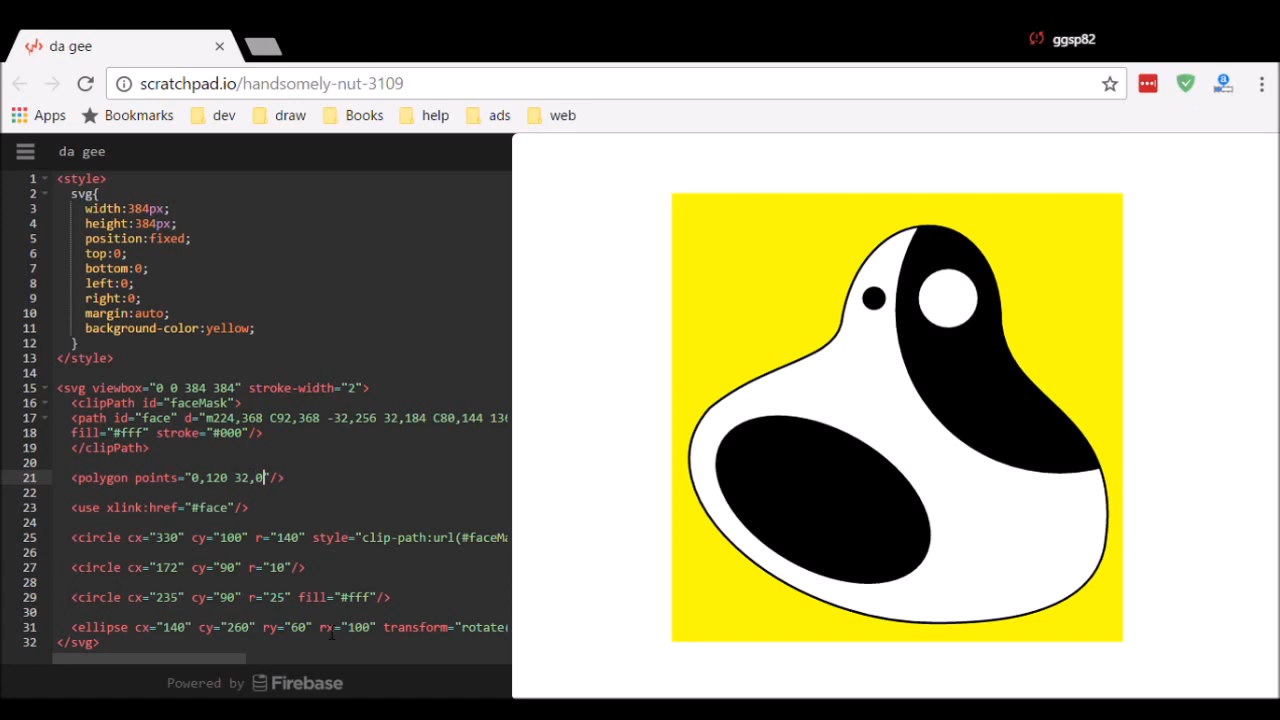 da gee
ggsp82
scratchpad.io/handsomely-nut-3109
Apps Bookmarks dev draw Books help ads web
da gee
1 <style>
2 svg{
3 width:384px;
4 height:384px;
5 position:fixed;
6 top:0;
7 bottom:0;
8 left:0;
9 right:0;
10 margin:auto;
11 background-color:yellow;
12 }
13 </style>
14
15 <svg viewbox="0 0 384 384" stroke-width="2">
16 <clipPath id="faceMask">
17 <path id="face" d="m224,368 C92,368 -32,256 32,184 C80,144 136
18 fill="#fff" stroke="#000"/>
19 </clipPath>
20
21 <polygon points="0,120 32,0"/>
22
23 <use xlink:href="#face"/>
24
25 <circle cx="330" cy="100" r="140" style="clip-path:url(#faceMa
26
27 <circle cx="172" cy="90" r="10"/>
28
29 <circle cx="235" cy="90" r="25" fill="#fff"/>
30
31 <ellipse cx="140" cy="260" ry="60" rx="100" transform="rotate(
32 </svg>
Powered by Firebase